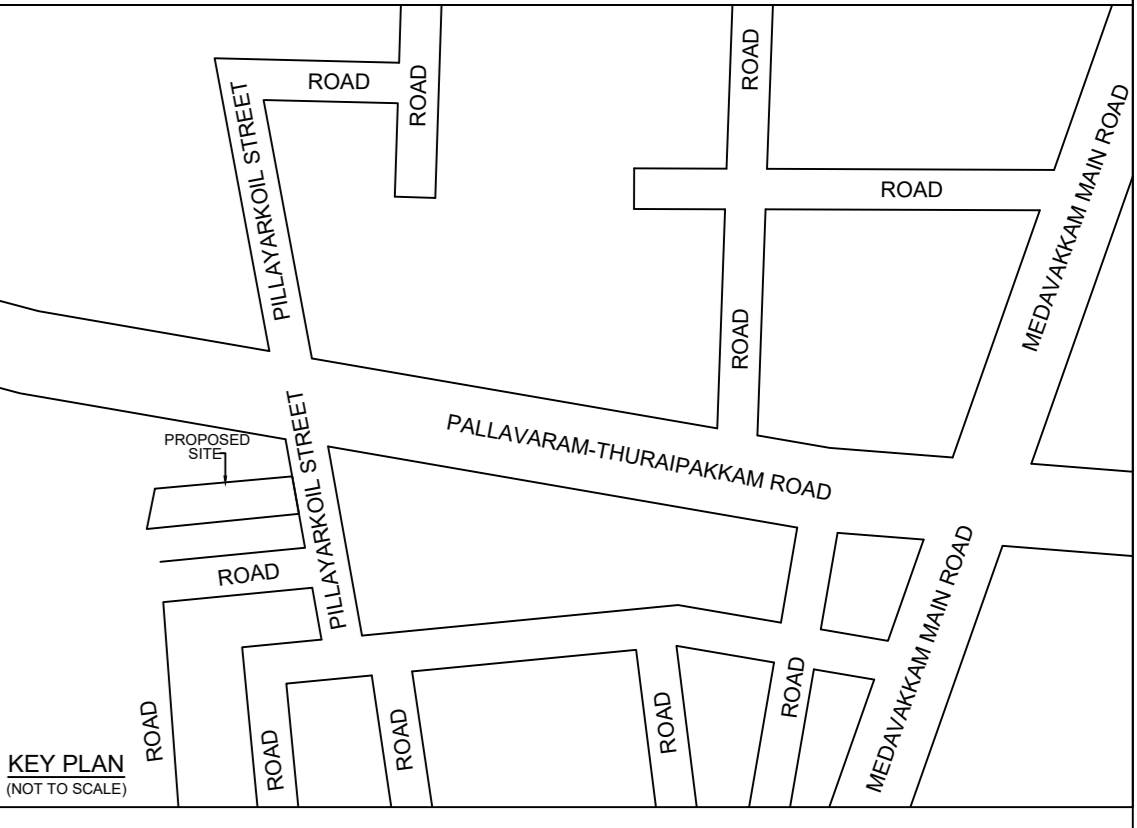 ROAD
ROAD
ROAD
ROAD
PILLAYARKOIL STREET
MEDAVAKKAM MAIN ROAD
ROAD
PILLAYARKOIL STREET
PALLAVARAM-THURAIPAKKAM ROAD
PROPOSED
SITE
ROAD
MEDAVAKKAM MAIN ROAD
ROAD
ROAD
ROAD
ROAD
ROAD
KEY PLAN
(NOT TO SCALE)